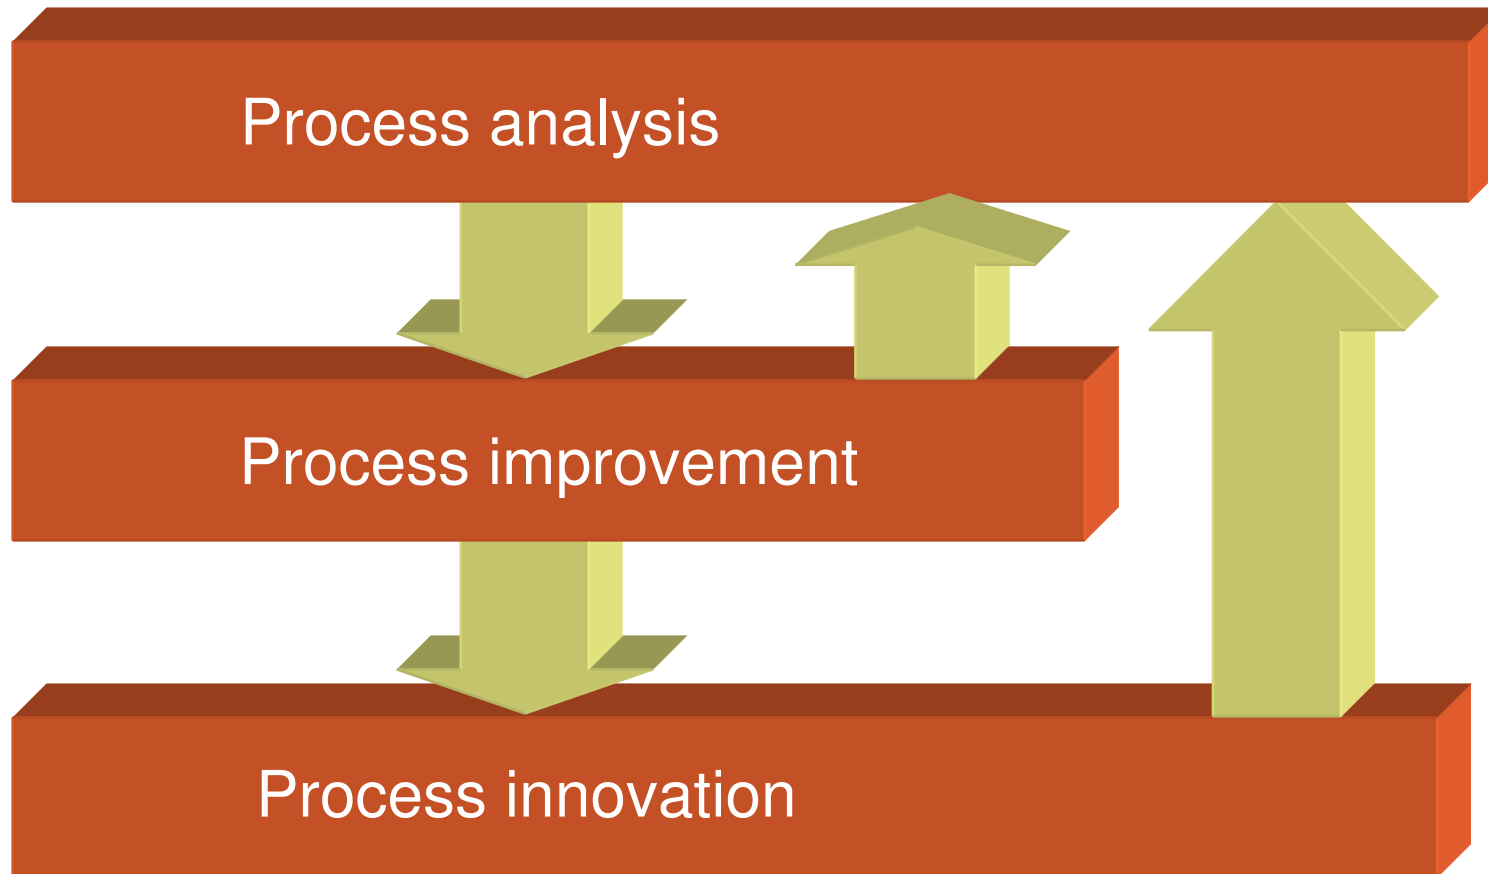 Process analysis
Process improvement
Process innovation